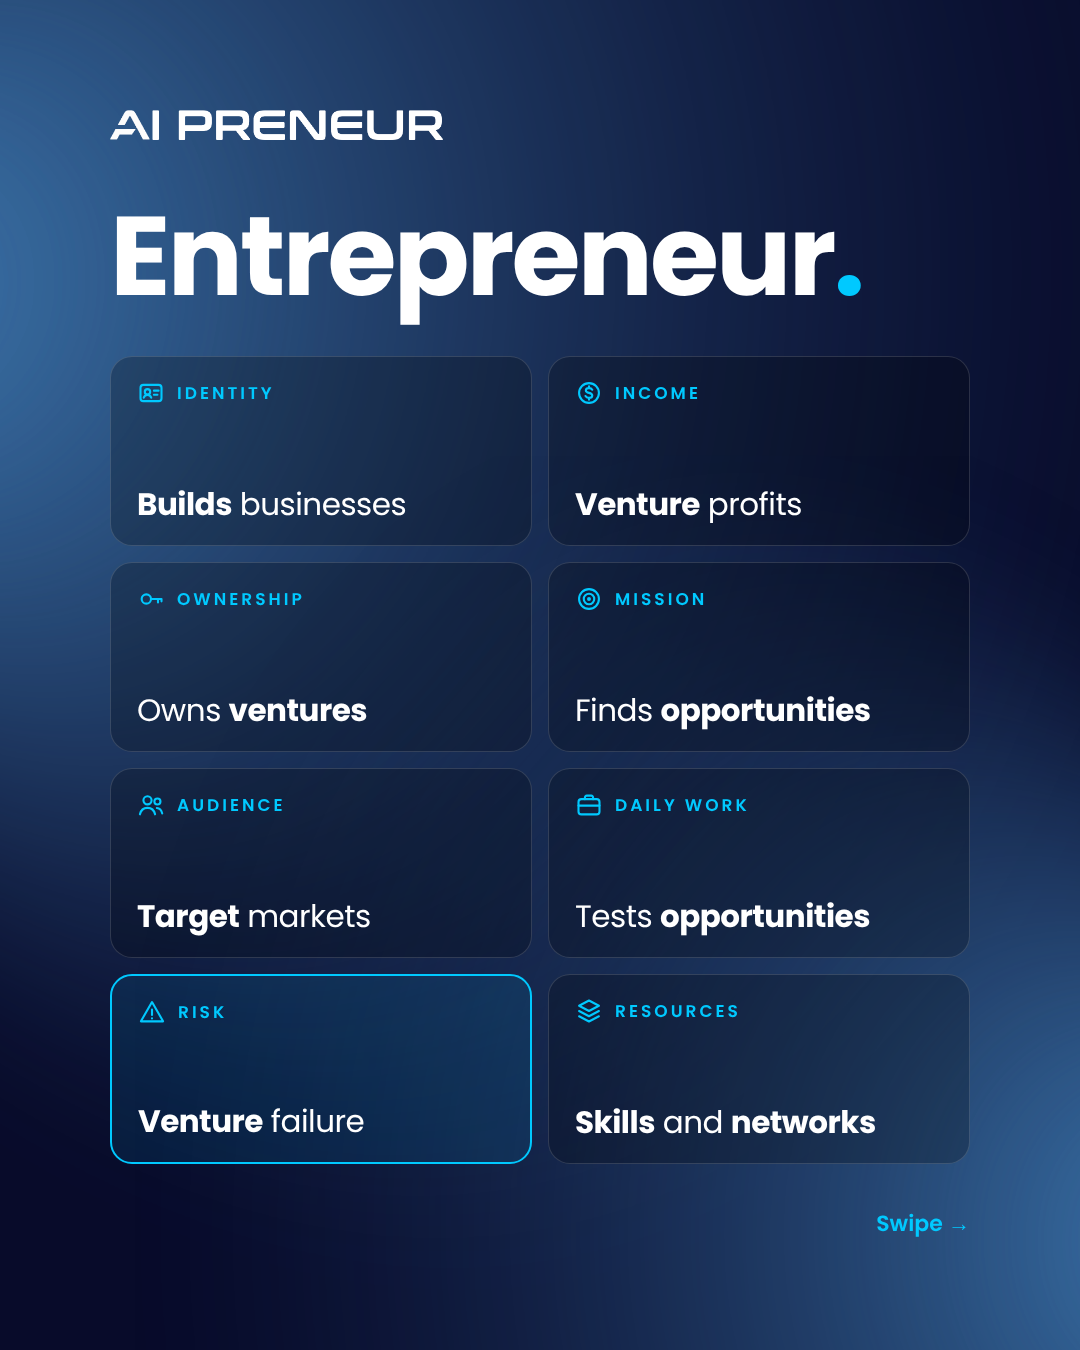 AI PRENEUR
Entrepreneur.
IDENTITY
Builds businesses
INCOME
Venture profits
OWNERSHIP
Owns ventures
MISSION
Finds opportunities
AUDIENCE
Target markets
DAILY WORK
Tests opportunities
RISK
Venture failure
RESOURCES
Skills and networks
Swipe →